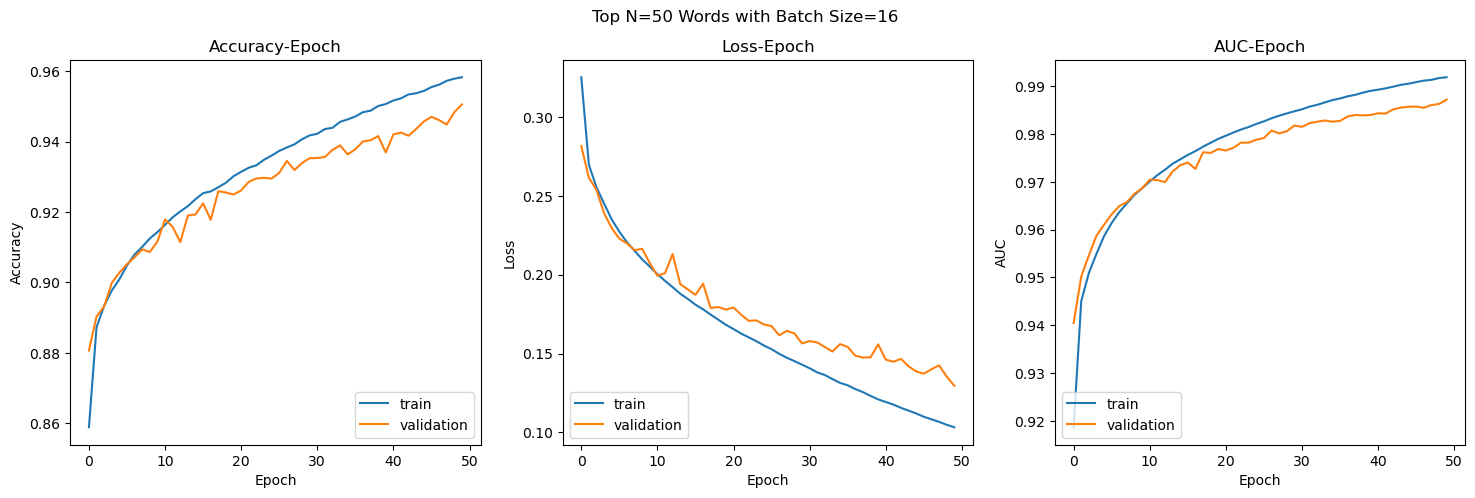 Top N=50 Words with Batch Size=16
Accuracy-Epoch
Accuracy
0.96
0.94
0.92
0.90
0.88
0.86
0
10
20
30
40
50
Epoch
train
validation
Loss-Epoch
Loss
0.30
0.25
0.20
0.15
0.10
0
10
20
30
40
50
Epoch
train
validation
AUC-Epoch
AUC
0.99
0.98
0.97
0.96
0.95
0.94
0.93
0.92
0
10
20
30
40
50
Epoch
train
validation